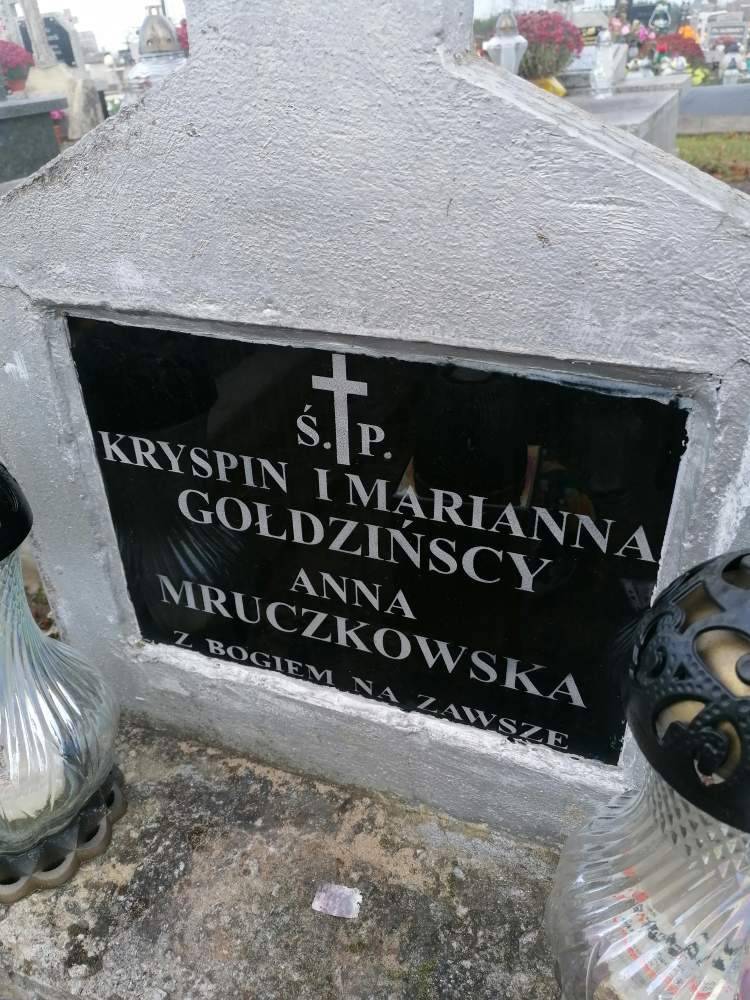 Ś. P.
KRYSPIN I MARIANNA
GOŁDZIŃSCY
ANNA
MRUCZKOWSKA
Z BOGIEM NA ZAWSZE